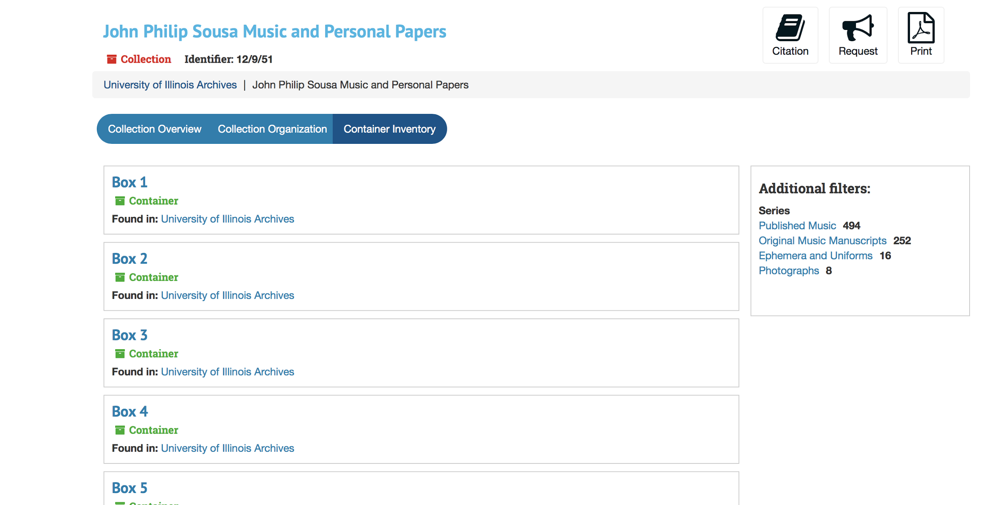 John Philip Sousa Music and Personal Papers
Citation
Request
Print
Collection Identifier: 12/9/51
University of Illinois Archives | John Philip Sousa Music and Personal Papers
Collection Overview Collection Organization Container Inventory
Box 1
Container
Found in: University of Illinois Archives
Box 2
Container
Found in: University of Illinois Archives
Box 3
Container
Found in: University of Illinois Archives
Box 4
Container
Found in: University of Illinois Archives
Box 5
Container
Additional filters:
Series
Published Music 494
Original Music Manuscripts 252
Ephemera and Uniforms 16
Photographs 8